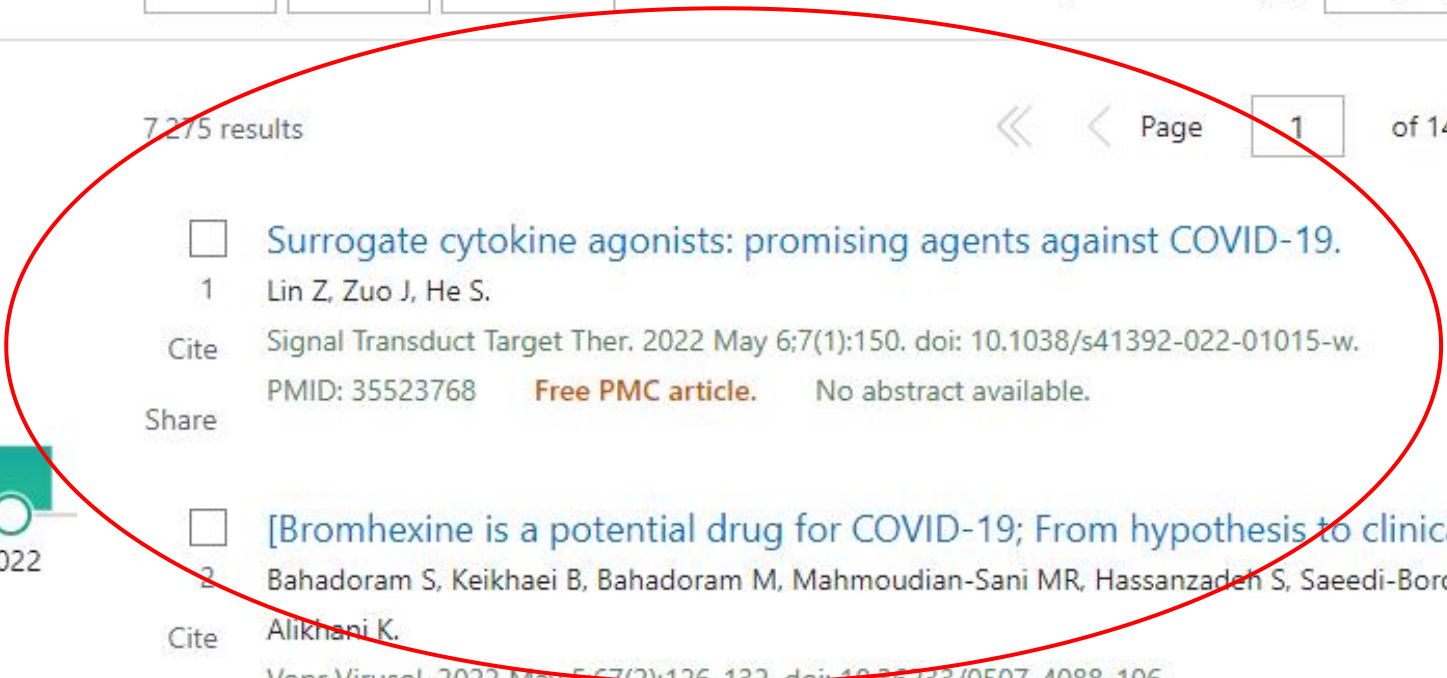 7,275 results
Page 1 of 14
Surrogate cytokine agonists: promising agents against COVID-19.
1
Lin Z, Zuo J, He S.
Cite
Signal Transduct Target Ther. 2022 May 6;7(1):150. doi: 10.1038/s41392-022-01015-w.
PMID: 35523768 Free PMC article. No abstract available.
Share
[Bromhexine is a potential drug for COVID-19; From hypothesis to clinica
022
2
Bahadoram S, Keikhaei B, Bahadoram M, Mahmoudian-Sani MR, Hassanzadeh S, Saeedi-Boro
Cite
Alikhani K.
2022 May